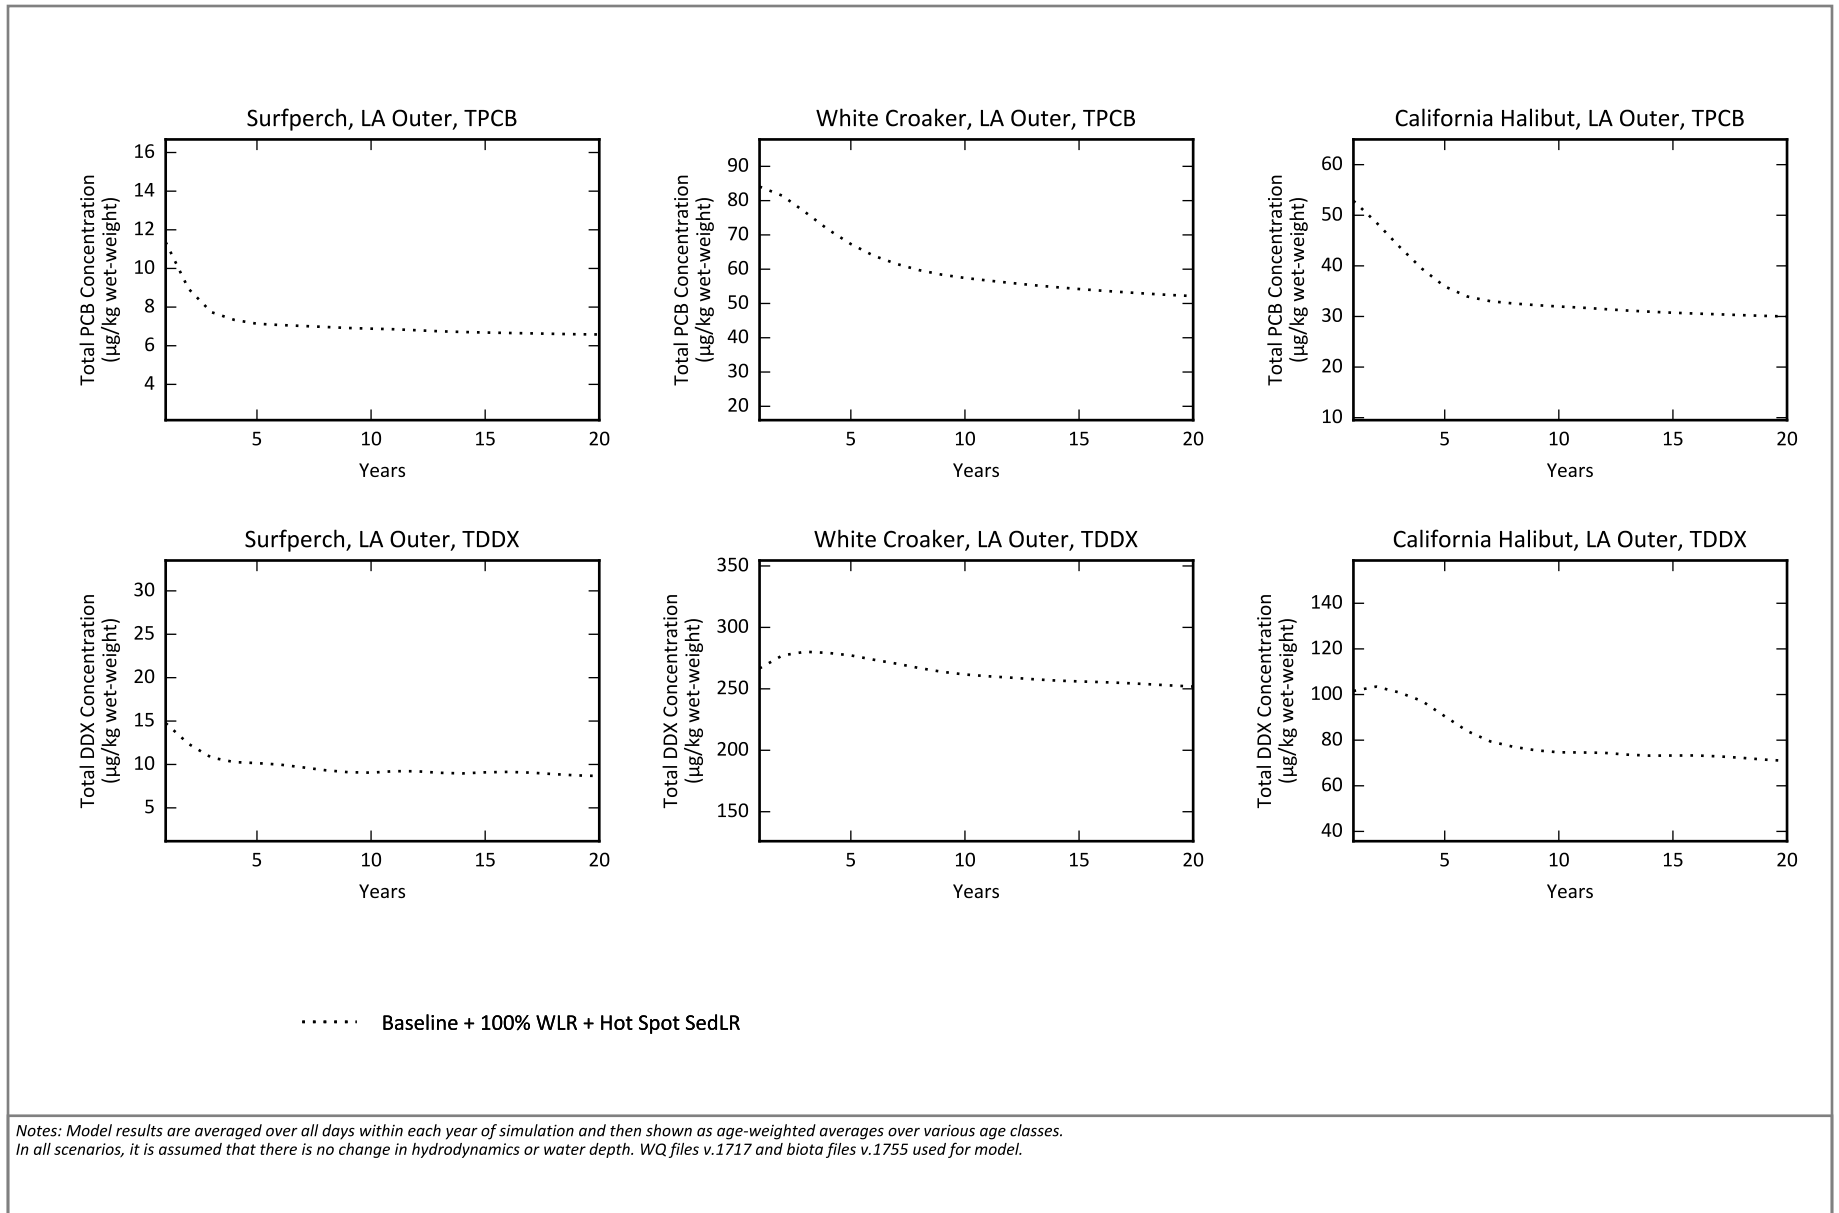 Surfperch, LA Outer, TPCB
Total PCB Concentration
(µg/kg wet-weight)
16
14
12
10
8
6
4
5 10 15 20
Years
White Croaker, LA Outer, TPCB
Total PCB Concentration
(µg/kg wet-weight)
90
80
70
60
50
40
30
20
5 10 15 20
Years
California Halibut, LA Outer, TPCB
Total PCB Concentration
(µg/kg wet-weight)
60
50
40
30
20
10
5 10 15 20
Years
Surfperch, LA Outer, TDDX
Total DDX Concentration
(µg/kg wet-weight)
30
25
20
15
10
5
5 10 15 20
Years
White Croaker, LA Outer, TDDX
Total DDX Concentration
(µg/kg wet-weight)
350
300
250
200
150
5 10 15 20
Years
California Halibut, LA Outer, TDDX
Total DDX Concentration
(µg/kg wet-weight)
140
120
100
80
60
40
5 10 15 20
Years
Baseline + 100% WLR + Hot Spot SedLR
Notes: Model results are averaged over all days within each year of simulation and then shown as age-weighted averages over various age classes.
In all scenarios, it is assumed that there is no change in hydrodynamics or water depth. WQ files v.1717 and biota files v.1755 used for model.